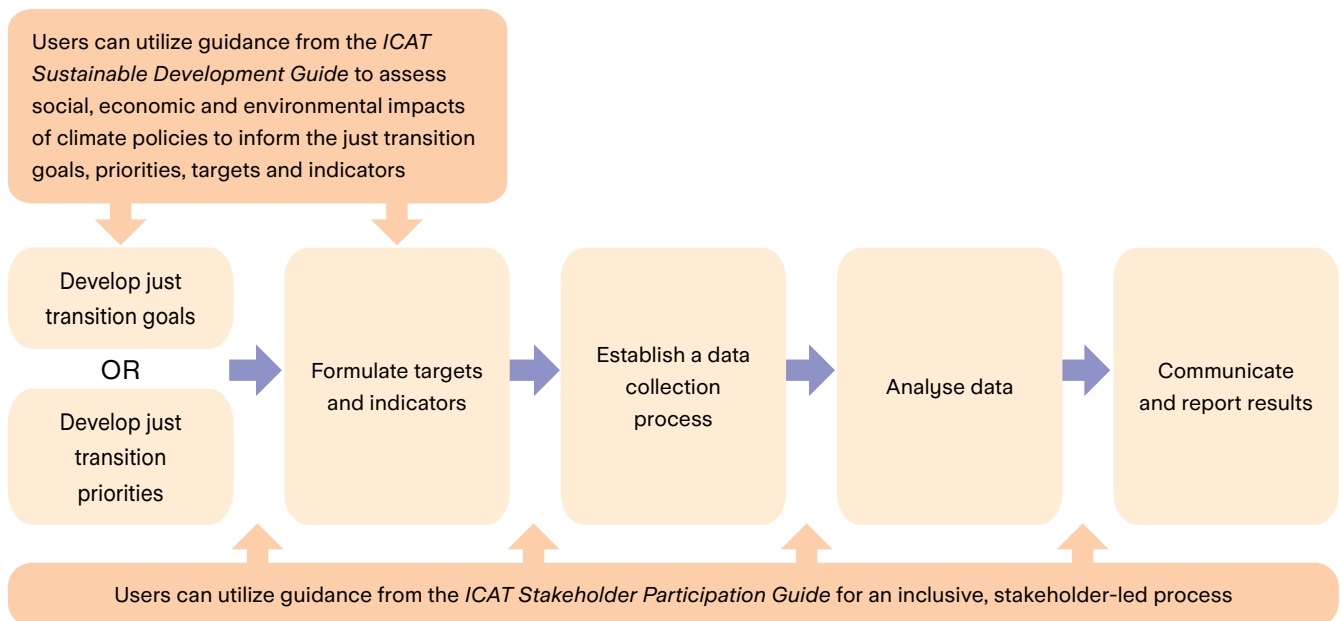 Users can utilize guidance from the ICAT
Sustainable Development Guide to assess
social, economic and environmental impacts
of climate policies to inform the just transition
goals, priorities, targets and indicators
Develop just
transition goals
OR
Develop just
transition
priorities
Formulate targets
and indicators
Establish a data
collection
process
Analyse data
Communicate
and report results
Users can utilize guidance from the ICAT Stakeholder Participation Guide for an inclusive, stakeholder-led process